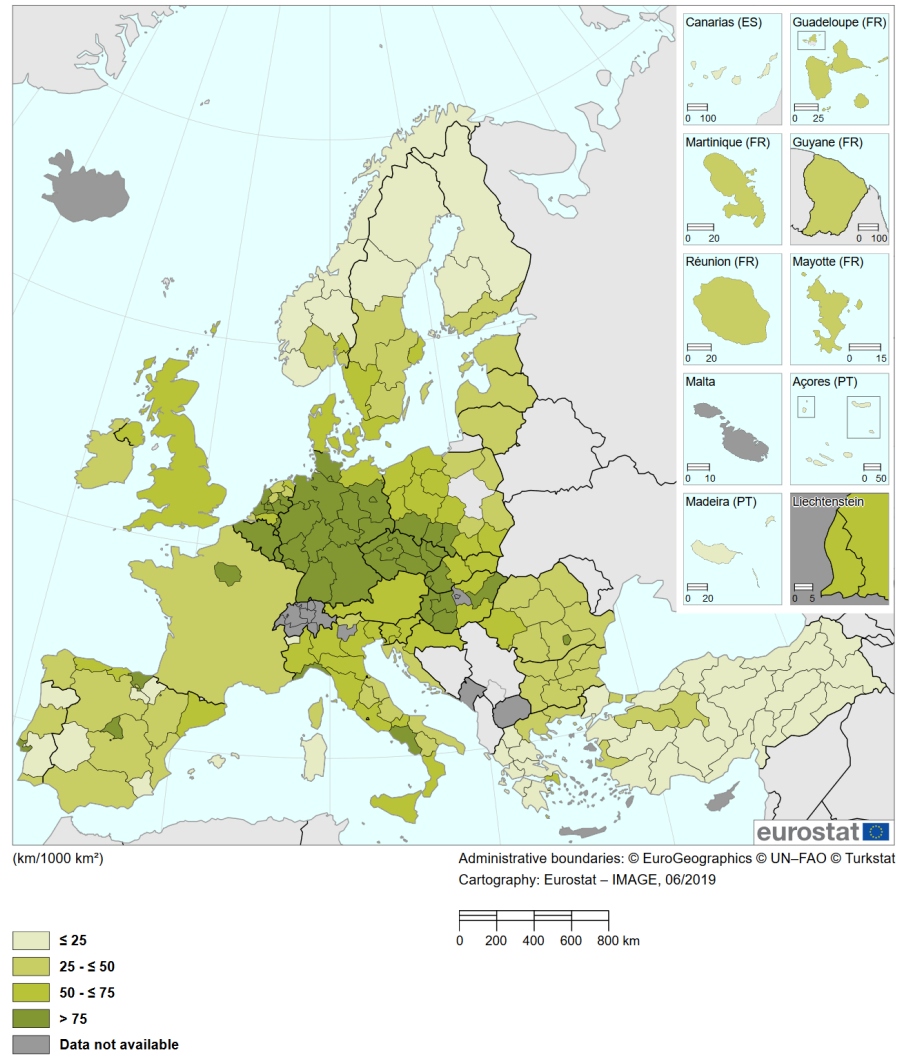 Canarias (ES)
0 100
Guadeloupe (FR)
0 25
Martinique (FR)
0 20
Guyane (FR)
0 100
Réunion (FR)
0 20
Mayotte (FR)
0 15
Malta
0 10
Açores (PT)
0 50
Madeira (PT)
0 20
Liechtenstein
0 5
eurostat
(km/1000 km²)
Administrative boundaries: © EuroGeographics © UN–FAO © Turkstat
Cartography: Eurostat – IMAGE, 06/2019
0 200 400 600 800 km
≤ 25
25 - ≤ 50
50 - ≤ 75
> 75
Data not available